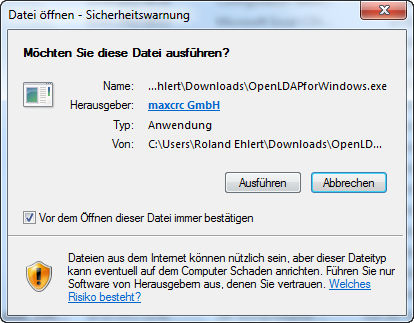 Datei öffnen - Sicherheitswarnung
Möchten Sie diese Datei ausführen?
Name: ...hlert\Downloads\OpenLDAPforWindows.exe
Herausgeber: maxcrc GmbH
Typ: Anwendung
Von: C:\Users\Roland Ehlert\Downloads\OpenLD...
Ausführen Abbrechen
Vor dem Öffnen dieser Datei immer bestätigen
Dateien aus dem Internet können nützlich sein, aber dieser Dateityp
kann eventuell auf dem Computer Schaden anrichten. Führen Sie nur
Software von Herausgebern aus, denen Sie vertrauen. Welches
Risiko besteht?